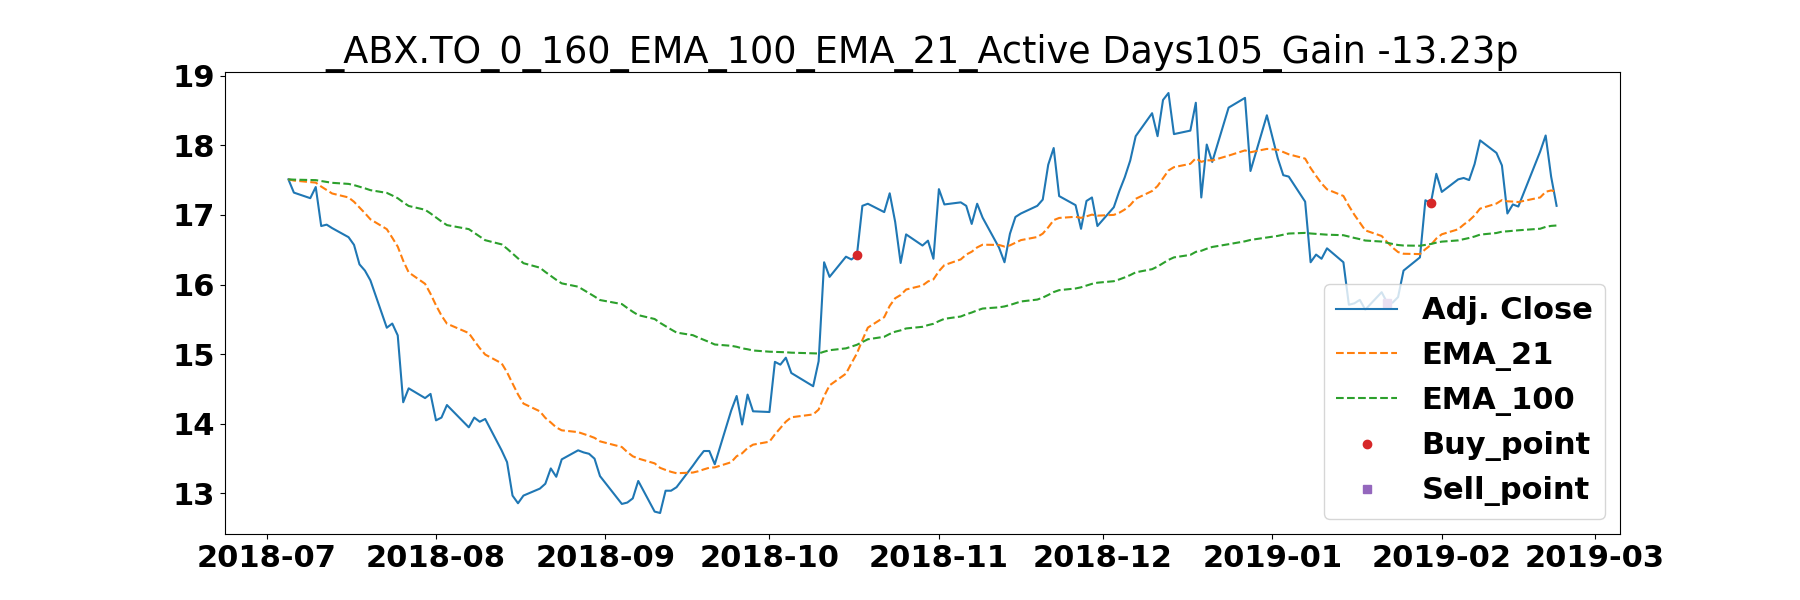 _ABX.TO_0_160_EMA_100_EMA_21_Active Days105_Gain -13.23p
19
18
17
16
15
14
13
2018-07 2018-08 2018-09 2018-10 2018-11 2018-12 2019-01 2019-02 2019-03
Adj. Close
EMA_21
EMA_100
Buy_point
Sell_point